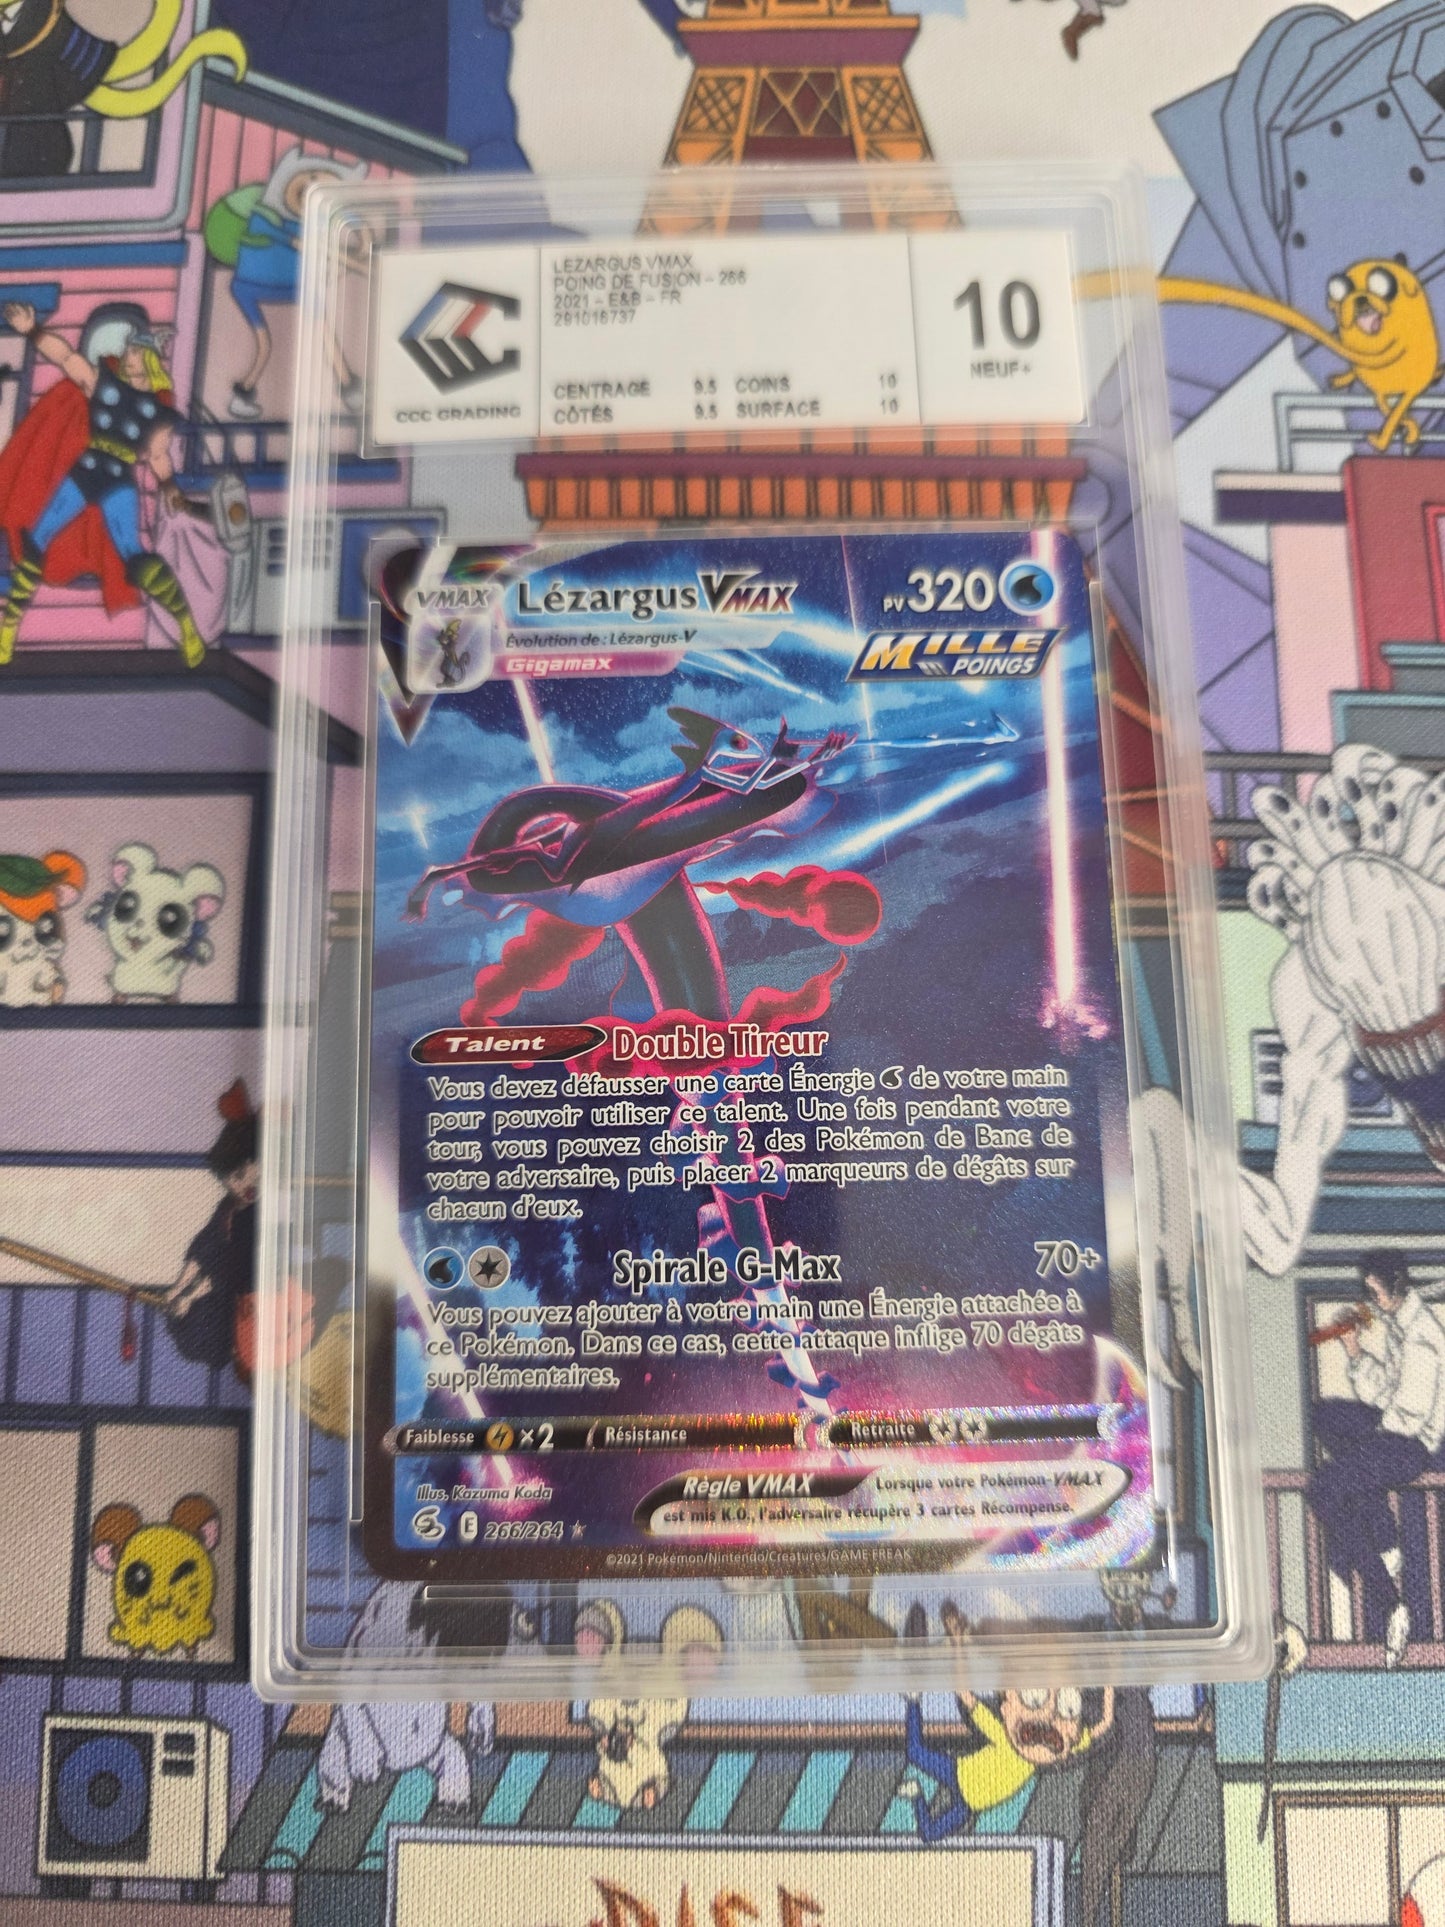 LEZARGUS VMAX
POING DE FUSION - 266
2021 - E&B - FR
291016737
CCC GRADING
CENTRAGE 9.5 COINS 10
CÔTÉS 9.5 SURFACE 10
10
NEUF+
VMAX
Lézargus VMAX
PV 320
Évolution de : Lézargus-V
Gigamax
MILLE
POINGS
Talent Double Tireur
Vous devez défausser une carte Énergie de votre main
pour pouvoir utiliser ce talent. Une fois pendant votre
tour, vous pouvez choisir 2 des Pokémon de Banc de
votre adversaire, puis placer 2 marqueurs de dégâts sur
chacun d'eux.
Spirale G-Max 70+
Vous pouvez ajouter à votre main une Énergie attachée à
ce Pokémon. Dans ce cas, cette attaque inflige 70 dégâts
supplémentaires.
Faiblesse ×2 Résistance Retraite
Illus. Kazuma Koda
Règle VMAX Lorsque votre Pokémon-VMAX
est mis K.O., l'adversaire récupère 3 cartes Récompense.
E 266/264
©2021 Pokémon/Nintendo/Creatures/GAME FREAK